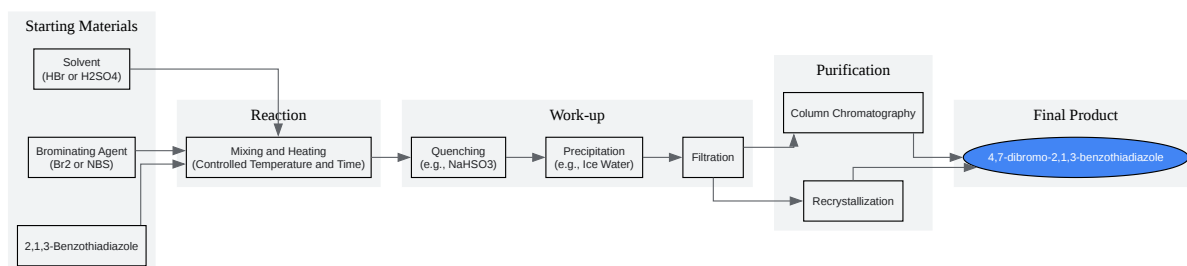 Starting Materials
Solvent
(HBr or H2SO4)
Brominating Agent
(Br2 or NBS)
2,1,3-Benzothiadiazole
Reaction
Mixing and Heating
(Controlled Temperature and Time)
Work-up
Quenching
(e.g., NaHSO3)
Precipitation
(e.g., Ice Water)
Filtration
Purification
Column Chromatography
Recrystallization
Final Product
4,7-dibromo-2,1,3-benzothiadiazole